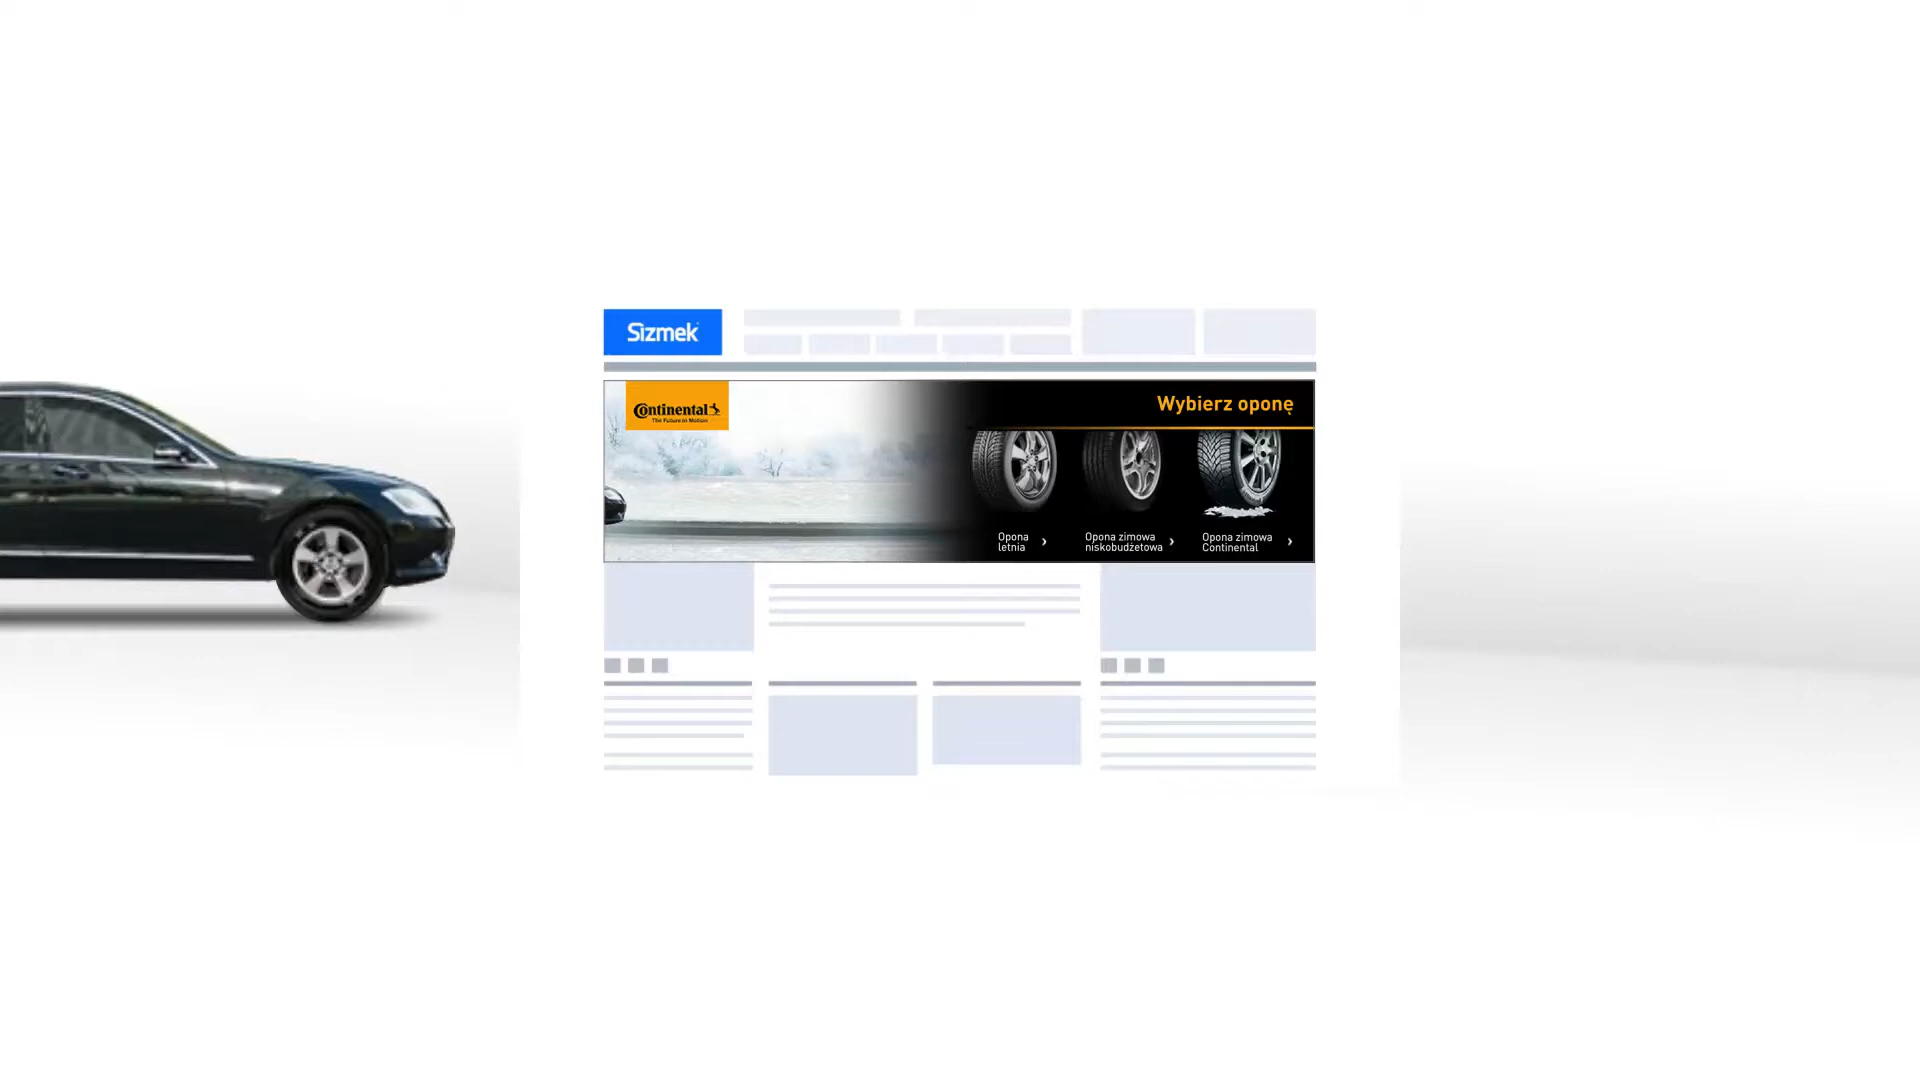 Sizmek
Continental
The Future in Motion
Wybierz oponę
Opona
letnia
Opona zimowa
niskobudżetowa
Opona zimowa
Continental